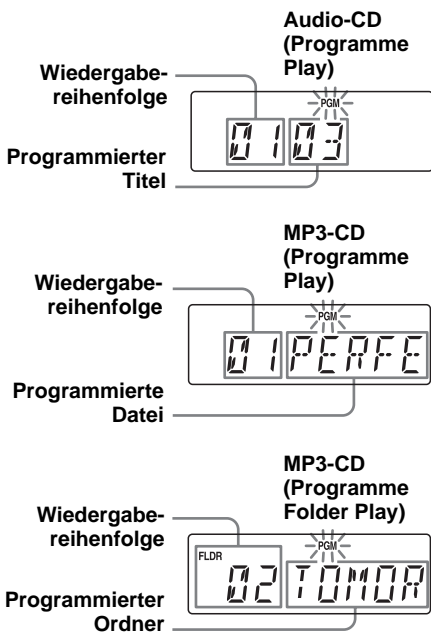 Audio-CD
(Programme
Play)
Wiedergabe-
reihenfolge
PGM
01 03
Programmierter
Titel
MP3-CD
(Programme
Play)
Wiedergabe-
reihenfolge
PGM
01 PERFE
Programmierte
Datei
MP3-CD
(Programme
Folder Play)
Wiedergabe-
reihenfolge
FLDR
PGM
02 TOMOR
Programmierter
Ordner